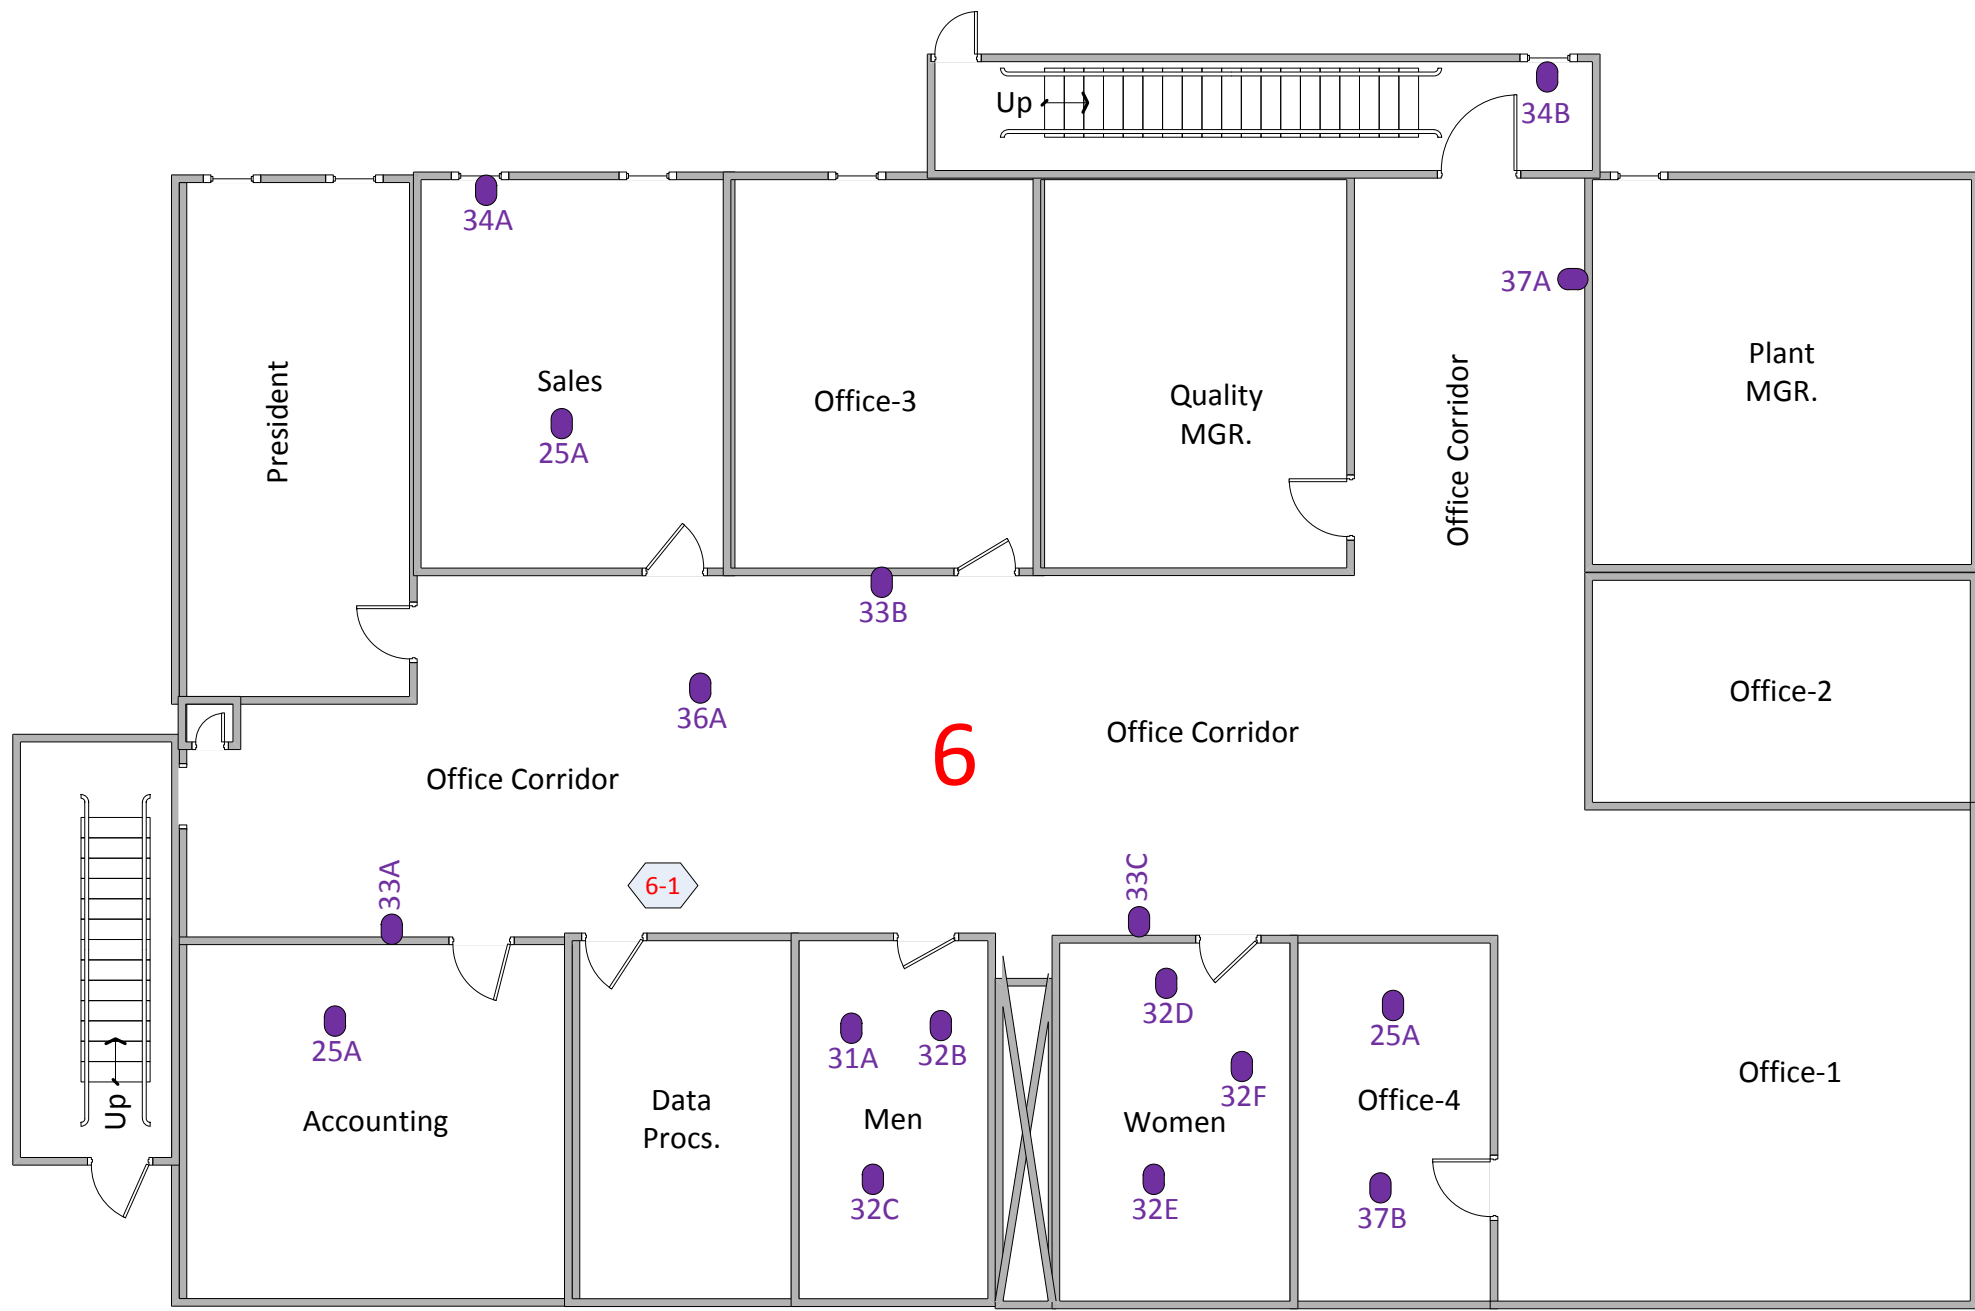 Up
34B
34A
37A
President
Sales
25A
Office-3
Quality
MGR.
Office Corridor
Plant
MGR.
33B
36A
Office-2
Office Corridor
6
Office Corridor
33A
6-1
33C
25A
31A
32B
32D
32F
25A
Up
Accounting
Data
Procs.
Men
Women
Office-4
Office-1
32C
32E
37B